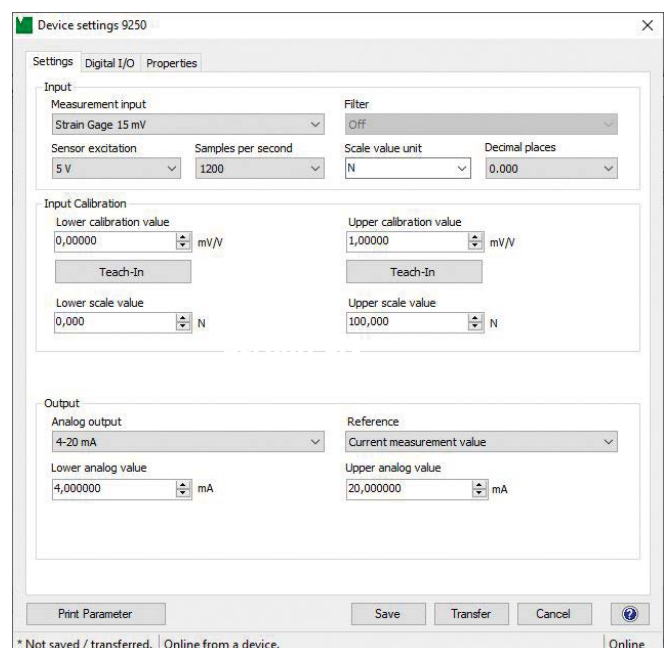 Device settings 9250
Settings Digital I/O Properties
Input
Measurement input Filter
Strain Gage 15 mV Off
Sensor excitation Samples per second Scale value unit Decimal places
5 V 1200 N 0.000
Input Calibration
Lower calibration value Upper calibration value
0,00000 mV/V 1,00000 mV/V
Teach-In Teach-In
Lower scale value Upper scale value
0,000 N 100,000 N
Output
Analog output Reference
4-20 mA Current measurement value
Lower analog value Upper analog value
4,000000 mA 20,000000 mA
Print Parameter Save Transfer Cancel ?
* Not saved / transferred. Online from a device. Online